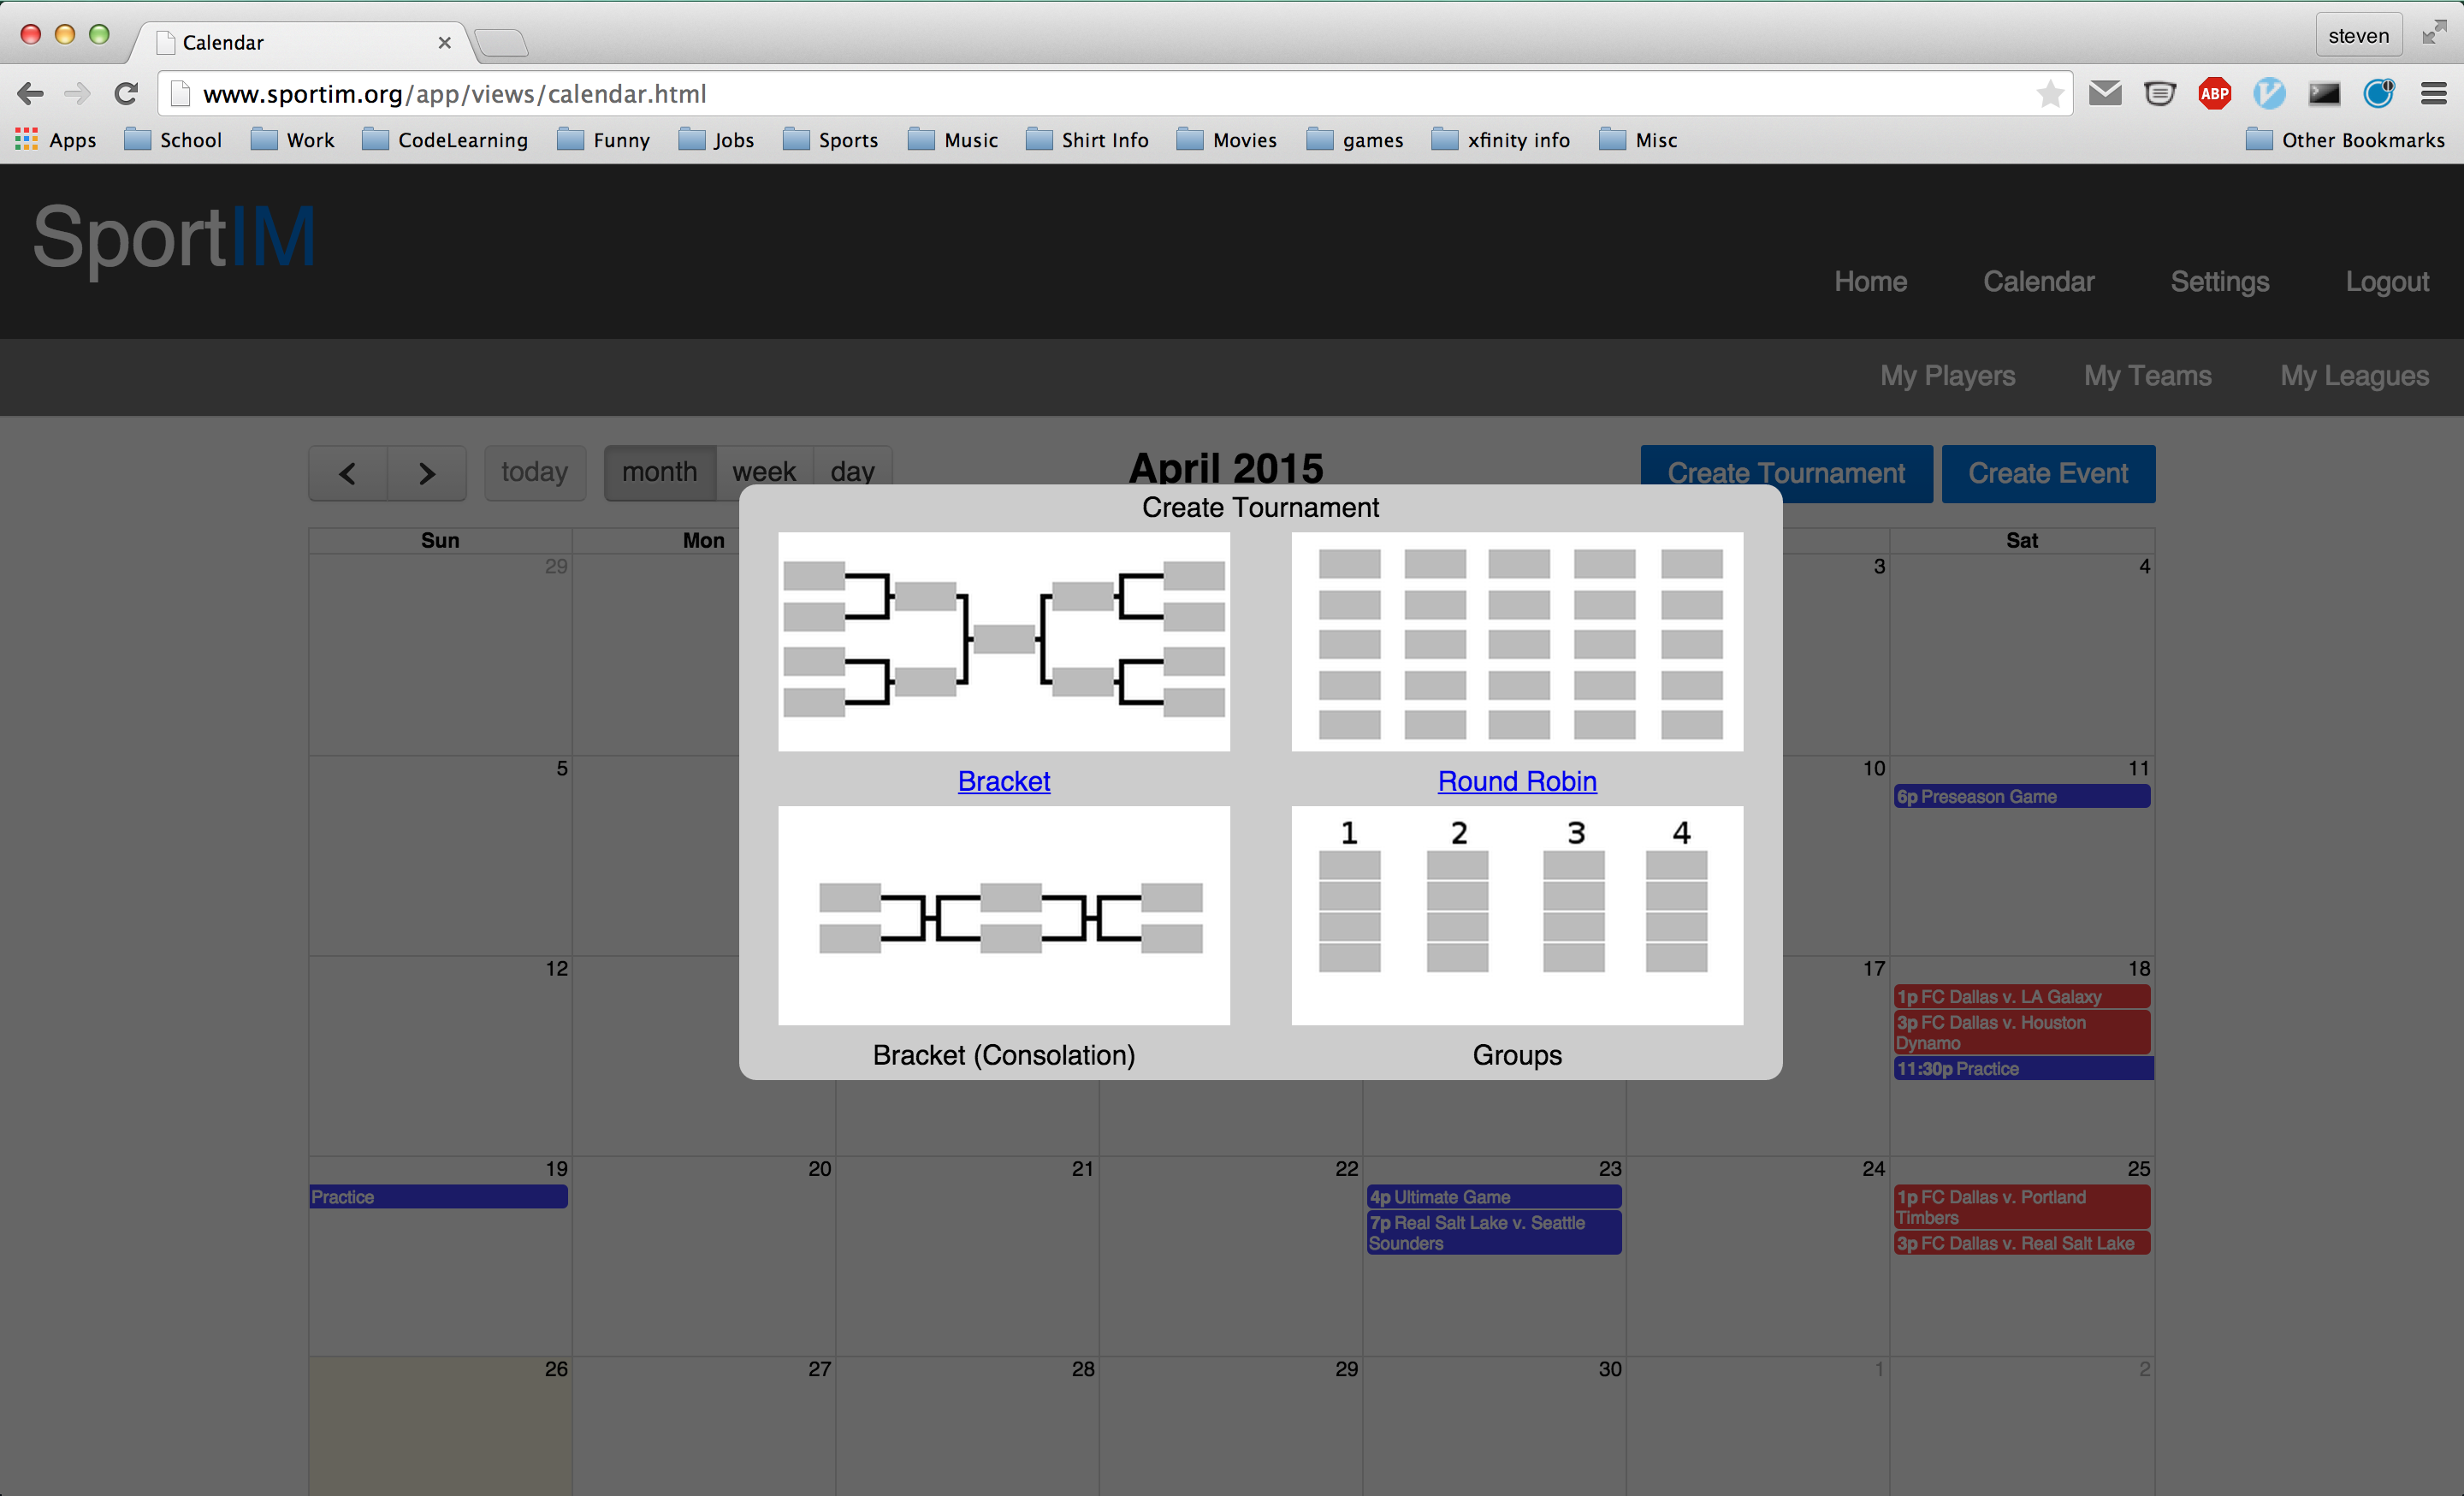 Calendar
steven
www.sportim.org/app/views/calendar.html
ABP
Apps
School
Work
CodeLearning
Funny
Jobs
Sports
Music
Shirt Info
Movies
games
xfinity info
Misc
Other Bookmarks
SportIM
Home
Calendar
Settings
Logout
My Players
My Teams
My Leagues
today
month
week
day
April 2015
Create Tournament
Create Event
Create Tournament
Bracket
Round Robin
1 2 3 4
Bracket (Consolation)
Groups
Sun
Mon
Sat
29
3
4
5
10
11
6p Preseason Game
12
17
18
1p FC Dallas v. LA Galaxy
3p FC Dallas v. Houston
Dynamo
11:30p Practice
19
20
21
22
23
24
25
Practice
4p Ultimate Game
7p Real Salt Lake v. Seattle
Sounders
1p FC Dallas v. Portland
Timbers
3p FC Dallas v. Real Salt Lake
26
27
28
29
30
1
2